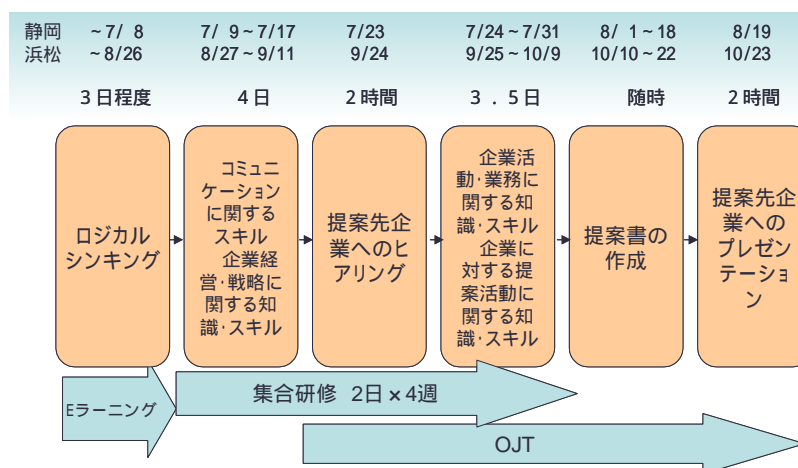 静岡 ~7/ 8 7/ 9~7/17 7/23 7/24~7/31 8/ 1~18 8/19
浜松 ~8/26 8/27~9/11 9/24 9/25~10/9 10/10~22 10/23
3日程度 4日 2時間 3.5日 随時 2時間
ロジカル
シンキング
コミュニ
ケーション
に関する
スキル
企業経
営・戦略に
関する知
識・スキル
提案先企
業へのヒ
アリング
企業活
動・業務に
関する知
識・スキル
企業に
対する提
案活動に
関する知
識・スキル
提案書の
作成
提案先企
業への
プレゼン
テーショ
ン
Eラーニング
集合研修 2日×4週
OJT